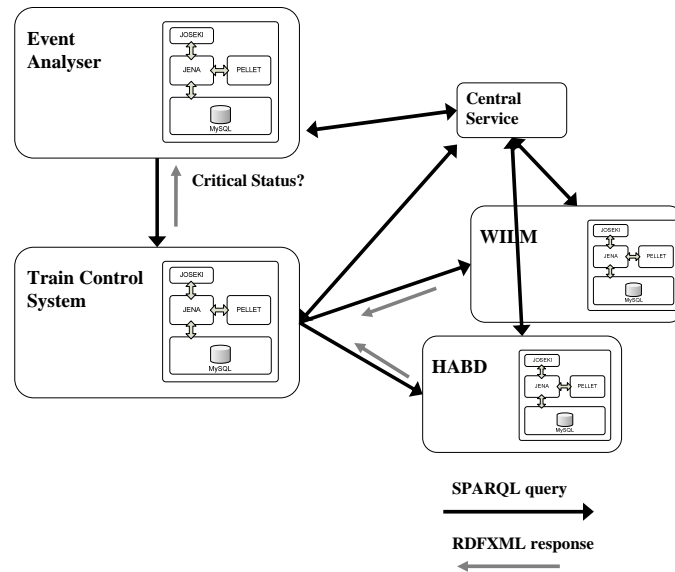 Event
Analyser
JOSEKI
JENA
PELLET
MySQL
Central
Service
Critical Status?
Train Control
System
JOSEKI
JENA
PELLET
MySQL
WILM
JOSEKI
JENA
PELLET
MySQL
HABD
JOSEKI
JENA
PELLET
MySQL
SPARQL query
RDFXML response